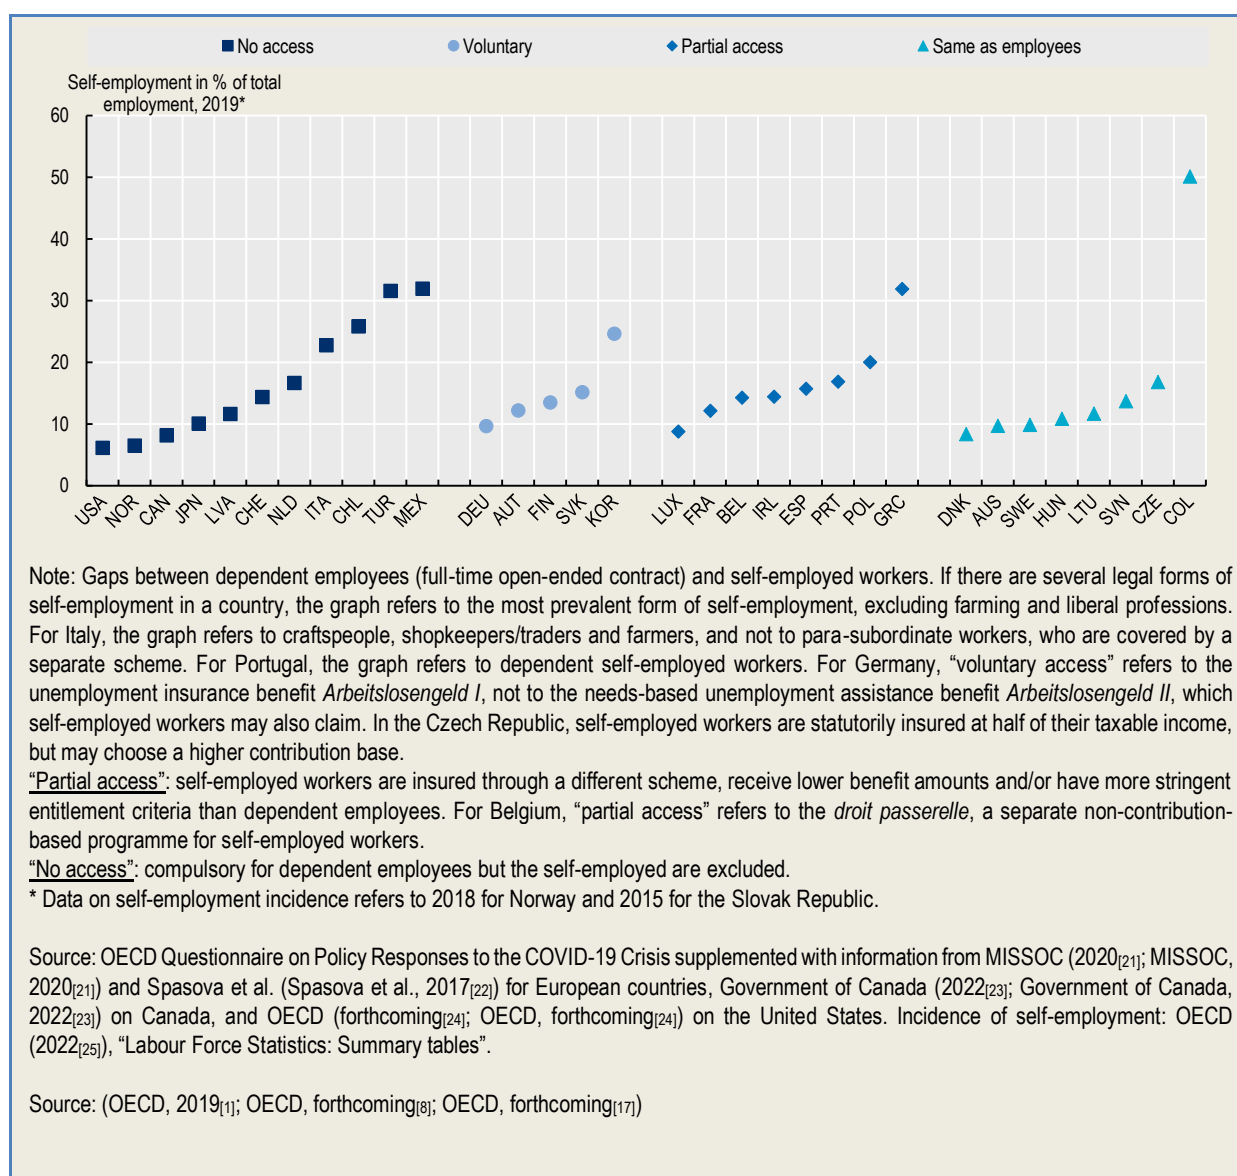 No access
Voluntary
Partial access
Same as employees
Self-employment in % of total
employment, 2019*
60
50
40
30
20
10
0
USA
NOR
CAN
JPN
LVA
CHE
NLD
ITA
CHL
TUR
MEX
DEU
AUT
FIN
SVK
KOR
LUX
FRA
BEL
IRL
ESP
PRT
POL
GRC
DNK
AUS
SWE
HUN
LTU
SVN
CZE
COL
Note: Gaps between dependent employees (full-time open-ended contract) and self-employed workers. If there are several legal forms of
self-employment in a country, the graph refers to the most prevalent form of self-employment, excluding farming and liberal professions.
For Italy, the graph refers to craftspeople, shopkeepers/traders and farmers, and not to para-subordinate workers, who are covered by a
separate scheme. For Portugal, the graph refers to dependent self-employed workers. For Germany, “voluntary access” refers to the
unemployment insurance benefit Arbeitslosengeld I, not to the needs-based unemployment assistance benefit Arbeitslosengeld II, which
self-employed workers may also claim. In the Czech Republic, self-employed workers are statutorily insured at half of their taxable income,
but may choose a higher contribution base.
“Partial access”: self-employed workers are insured through a different scheme, receive lower benefit amounts and/or have more stringent
entitlement criteria than dependent employees. For Belgium, “partial access” refers to the droit passerelle, a separate non-contribution-
based programme for self-employed workers.
“No access”: compulsory for dependent employees but the self-employed are excluded.
* Data on self-employment incidence refers to 2018 for Norway and 2015 for the Slovak Republic.
Source: OECD Questionnaire on Policy Responses to the COVID-19 Crisis supplemented with information from MISSOC (2020[21]; MISSOC,
2020[21]) and Spasova et al. (Spasova et al., 2017[22]) for European countries, Government of Canada (2022[23]; Government of Canada,
2022[23]) on Canada, and OECD (forthcoming[24]; OECD, forthcoming[24]) on the United States. Incidence of self-employment: OECD
(2022[25]), “Labour Force Statistics: Summary tables”.
Source: (OECD, 2019[1]; OECD, forthcoming[8]; OECD, forthcoming[17])